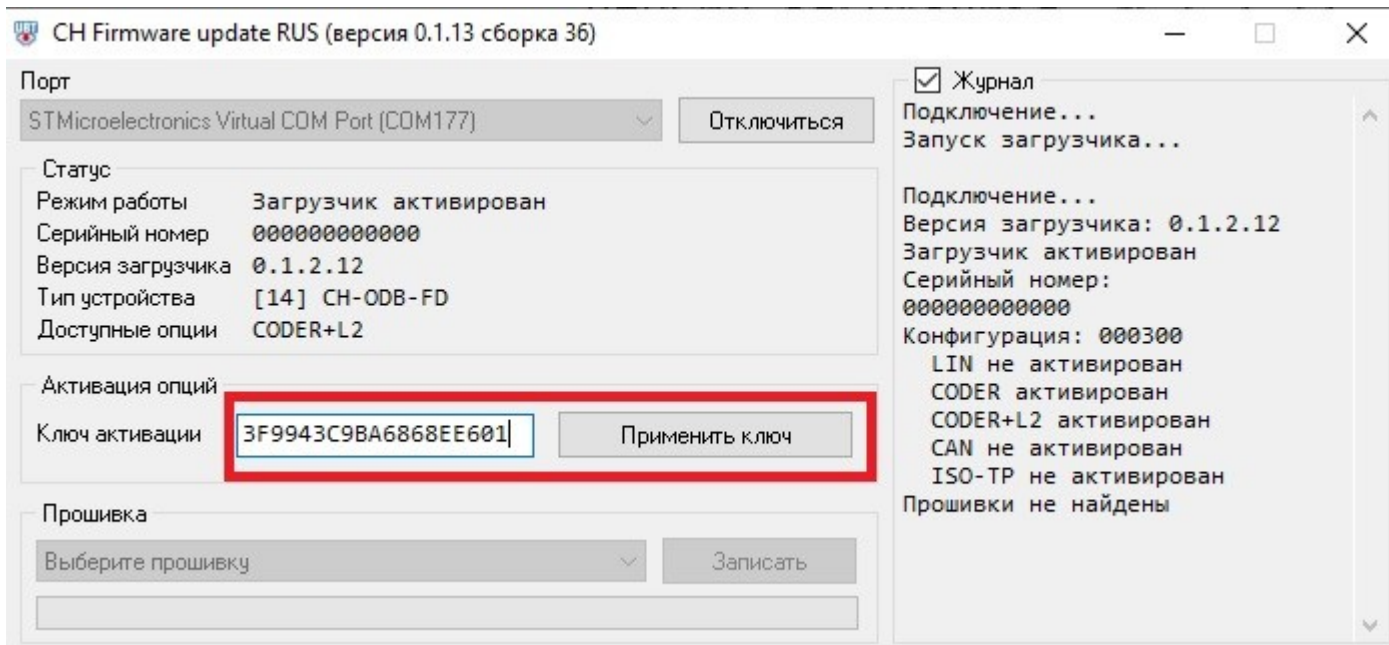 CH Firmware update RUS (версия 0.1.13 сборка 36)
Порт
STMicroelectronics Virtual COM Port (COM177)
Отключиться
Статус
Режим работы Загрузчик активирован
Серийный номер 000000000000
Версия загрузчика 0.1.2.12
Тип устройства [14] CH-ODB-FD
Доступные опции CODER+L2
Активация опций
Ключ активации 3F9943C9BA6868EE601 Применить ключ
Прошивка
Выберите прошивку Записать
Журнал
Подключение...
Запуск загрузчика...
Подключение...
Версия загрузчика: 0.1.2.12
Загрузчик активирован
Серийный номер:
000000000000
Конфигурация: 000300
LIN не активирован
CODER активирован
CODER+L2 активирован
CAN не активирован
ISO-TP не активирован
Прошивки не найдены